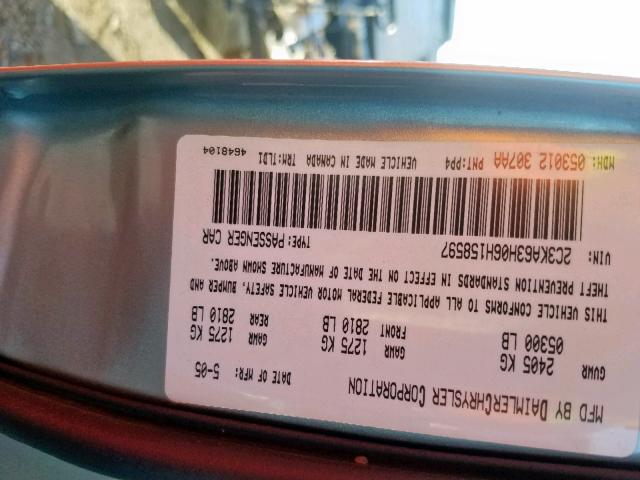 MFD BY DAIMLERCHRYSLER CORPORATION
DATE OF MFR: 5-05
GVWR 2405 KG 05300 LB
GAWR FRONT 1275 KG 2810 LB
GAWR REAR 1275 KG 2810 LB
THIS VEHICLE CONFORMS TO ALL APPLICABLE FEDERAL MOTOR VEHICLE SAFETY, BUMPER AND
THEFT PREVENTION STANDARDS IN EFFECT ON THE DATE OF MANUFACTURE SHOWN ABOVE.
VIN: 2C3KA63H06H158597 TYPE: PASSENGER CAR
MDH: 053012 307AA PNT:PP4 VEHICLE MADE IN CANADA TRM:TLD1 4648104